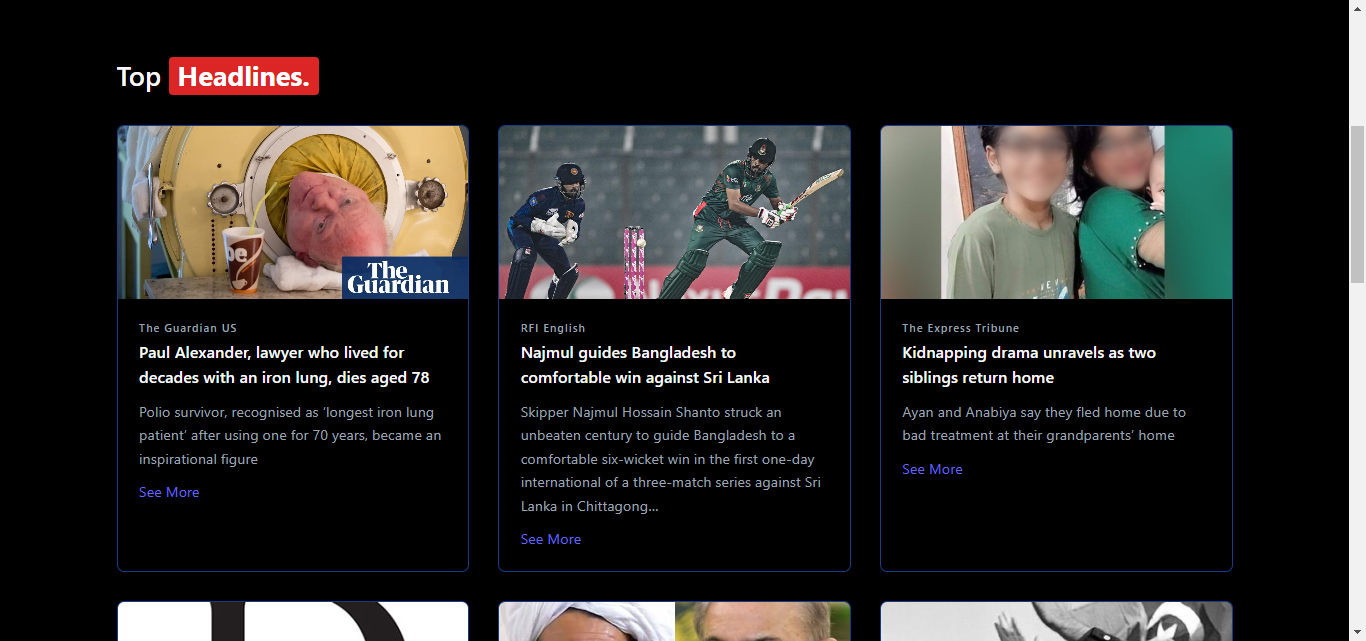 Top Headlines.
The
Guardian
The Guardian US
Paul Alexander, lawyer who lived for
decades with an iron lung, dies aged 78
Polio survivor, recognised as ‘longest iron lung
patient’ after using one for 70 years, became an
inspirational figure
See More
RFI English
Najmul guides Bangladesh to
comfortable win against Sri Lanka
Skipper Najmul Hossain Shanto struck an
unbeaten century to guide Bangladesh to a
comfortable six-wicket win in the first one-day
international of a three-match series against Sri
Lanka in Chittagong...
See More
The Express Tribune
Kidnapping drama unravels as two
siblings return home
Ayan and Anabiya say they fled home due to
bad treatment at their grandparents’ home
See More